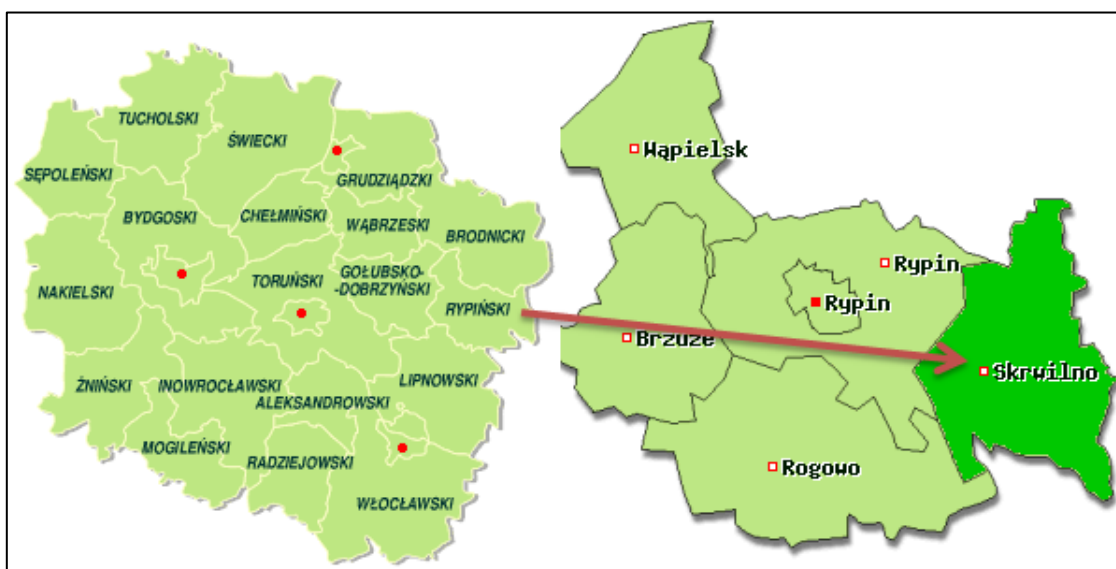 TUCHOLSKI
ŚWIECKI
SĘPOLEŃSKI
GRUDZIĄDZKI
BYDGOSKI
CHEŁMIŃSKI
WĄBRZESKI
BRODNICKI
NAKIELSKI
TORUŃSKI
GOŁUBSKO-
-DOBRZYŃSKI
RYPIŃSKI
ŻNIŃSKI
INOWROCŁAWSKI
LIPNOWSKI
ALEKSANDROWSKI
MOGILEŃSKI
RADZIEJOWSKI
WŁOCŁAWSKI
Wąpielsk
Rypin
Rypin
Brzuze
Skrwilno
Rogowo